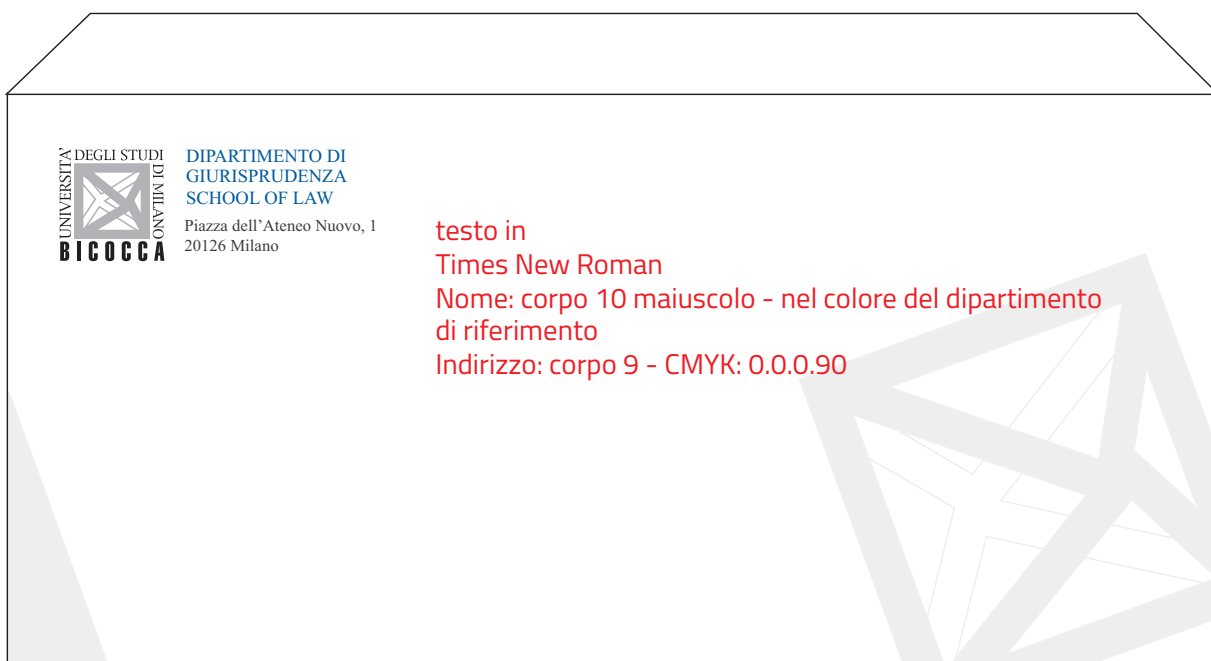 UNIVERSITA'
DEGLI STUDI
DI MILANO
BICOCCA
DIPARTIMENTO DI
GIURISPRUDENZA
SCHOOL OF LAW
Piazza dell'Ateneo Nuovo, 1
20126 Milano
testo in
Times New Roman
Nome: corpo 10 maiuscolo - nel colore del dipartimento
di riferimento
Indirizzo: corpo 9 - CMYK: 0.0.0.90